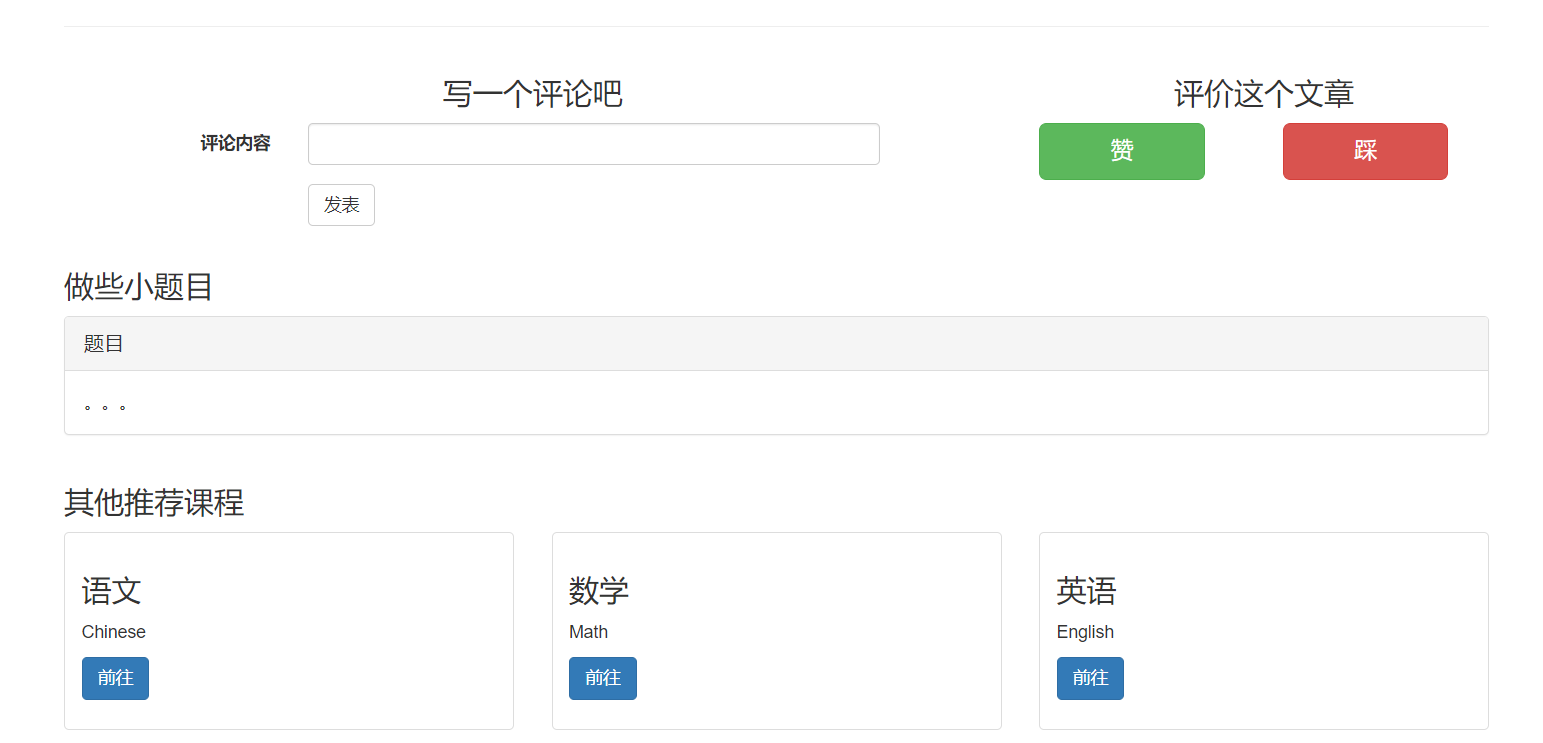 写一个评论吧
评价这个文章
评论内容
赞
踩
发表
做些小题目
题目
。。。
其他推荐课程
语文
Chinese
前往
数学
Math
前往
英语
English
前往